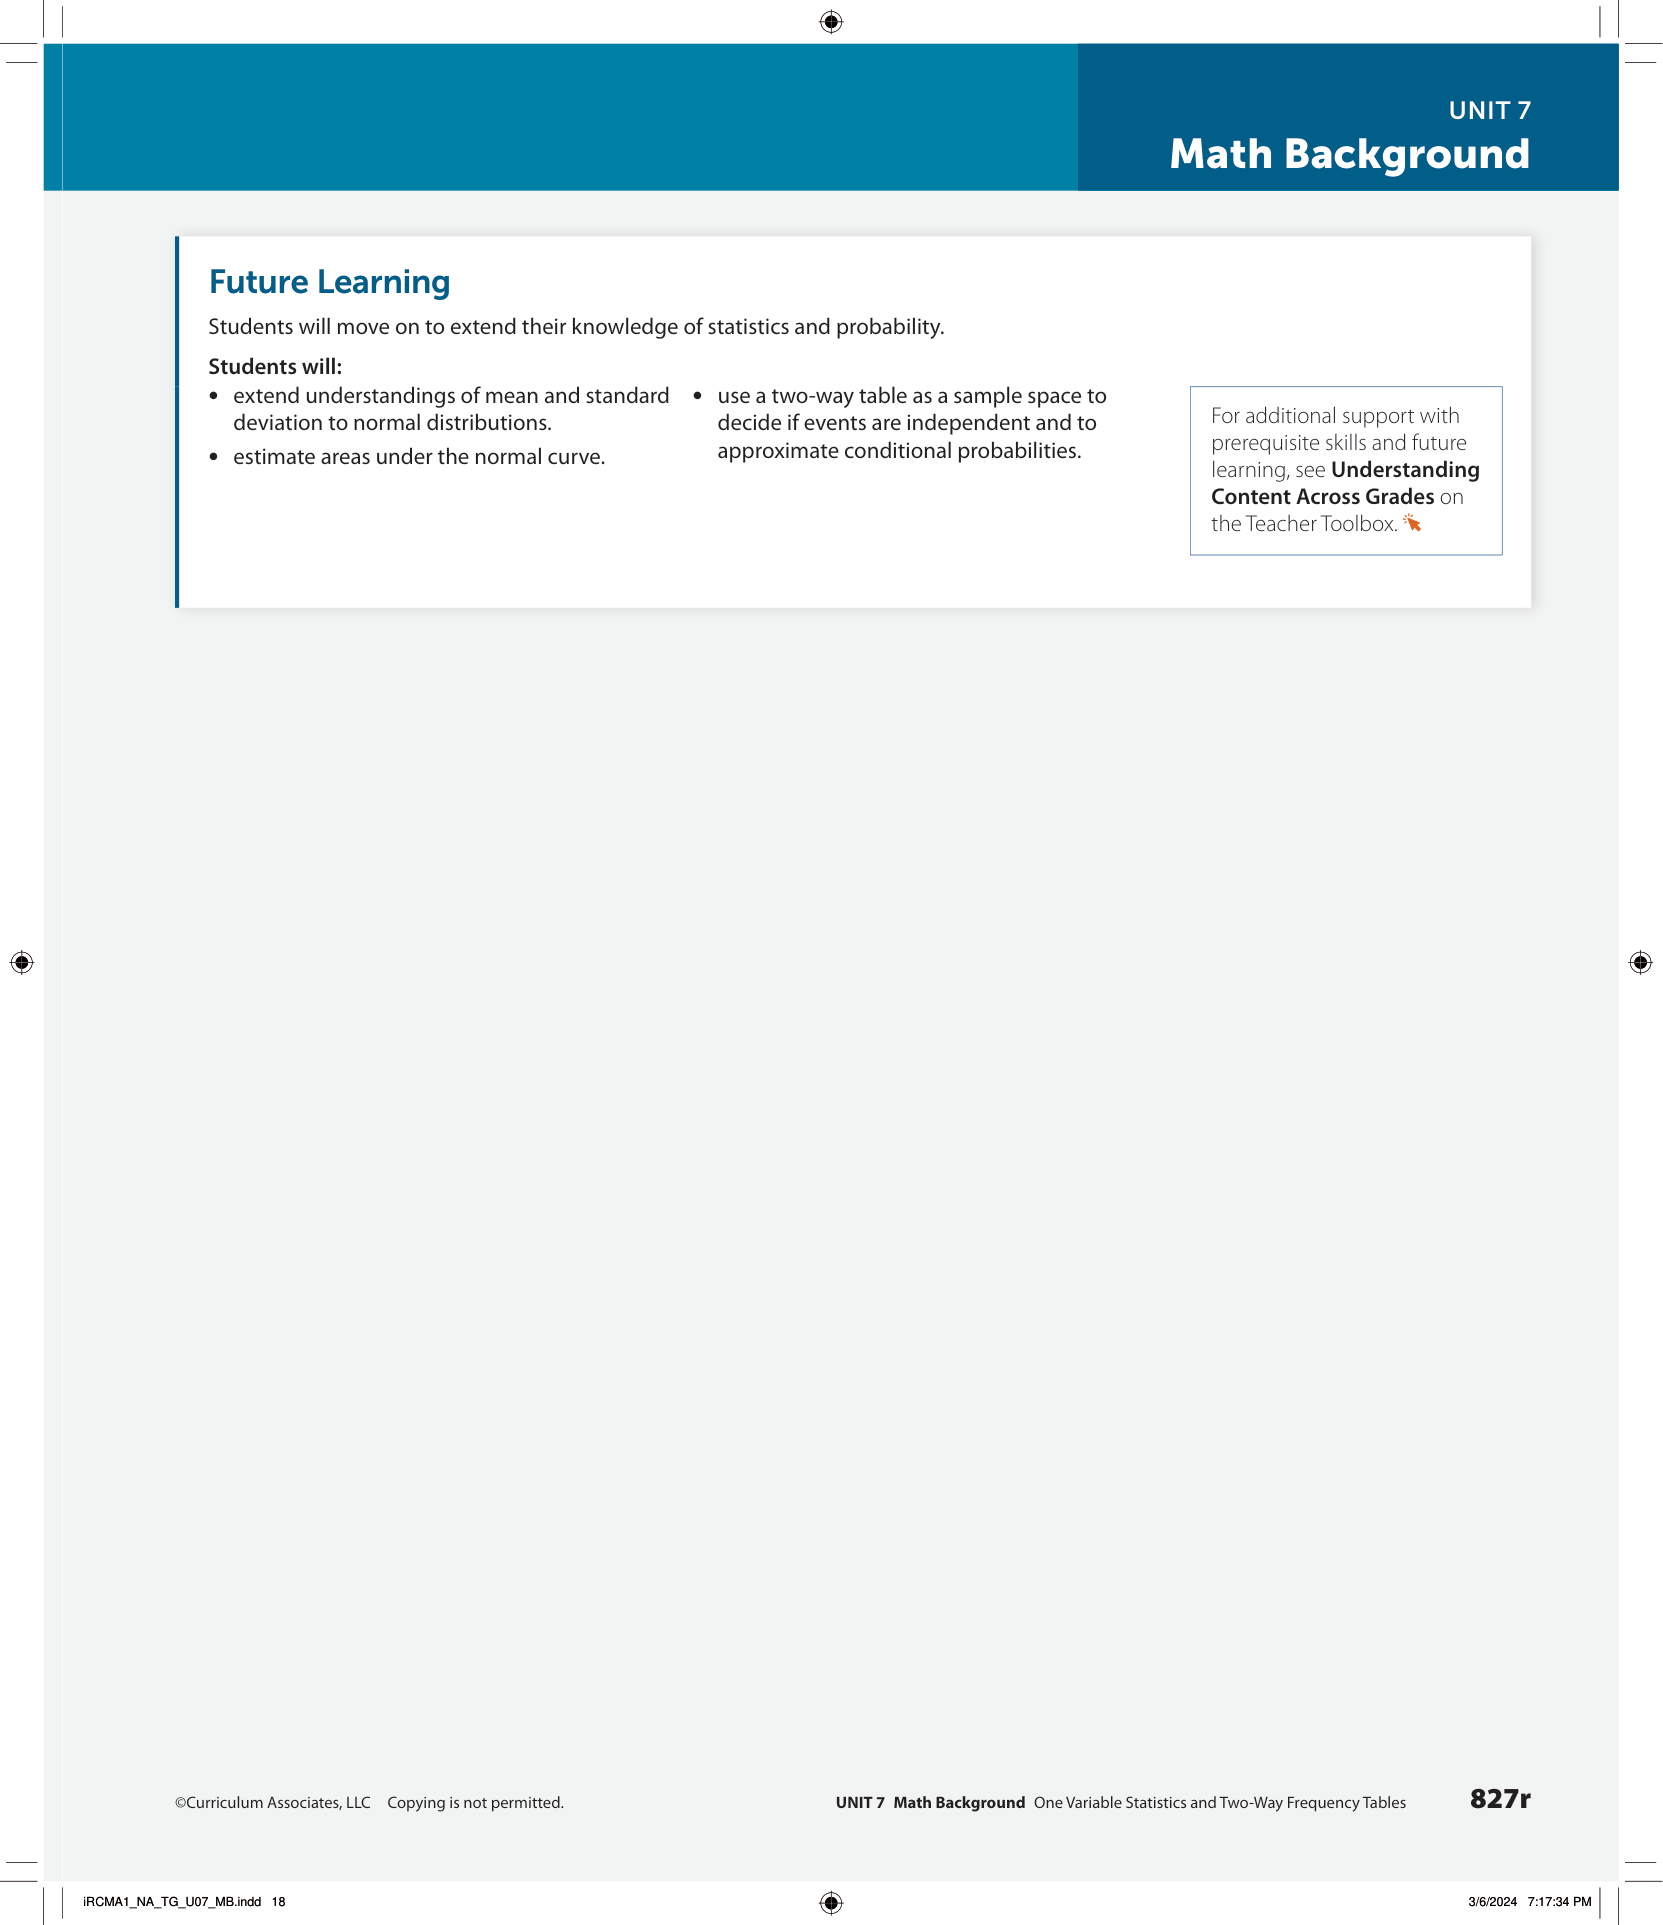 UNIT 7
Math Background
Future Learning
Students will move on to extend their knowledge of statistics and probability.
Students will:
• extend understandings of mean and standard
deviation to normal distributions.
• estimate areas under the normal curve.
• use a two-way table as a sample space to
decide if events are independent and to
approximate conditional probabilities.
For additional support with
prerequisite skills and future
learning, see Understanding
Content Across Grades on
the Teacher Toolbox.
©Curriculum Associates, LLC Copying is not permitted.
UNIT 7 Math Background One Variable Statistics and Two-Way Frequency Tables 827r
iRCMA1_NA_TG_U07_MB.indd 18
3/6/2024 7:17:34 PM